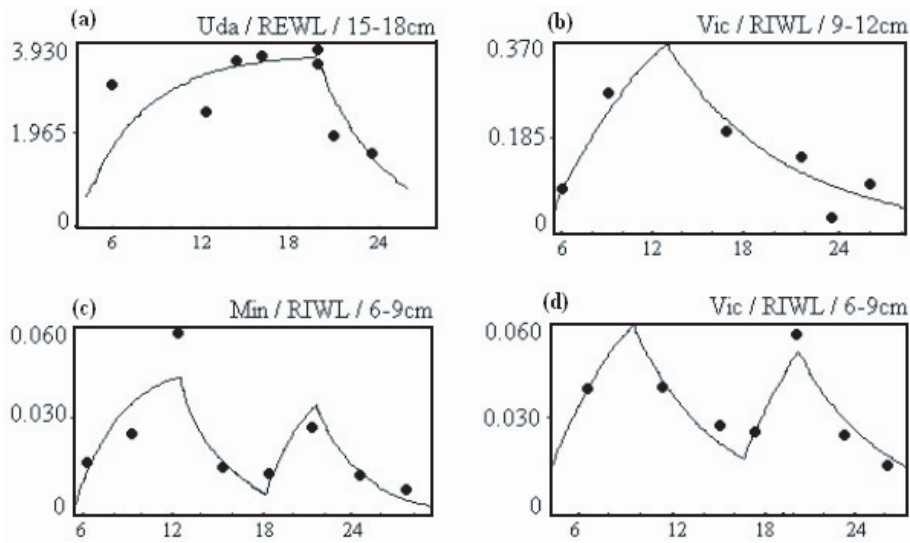 (a)
Uda / REWL / 15-18cm
3.930
1.965
0
6 12 18 24
(b)
Vic / RIWL / 9-12cm
0.370
0.185
0
6 12 18 24
(c)
Min / RIWL / 6-9cm
0.060
0.030
0
6 12 18 24
(d)
Vic / RIWL / 6-9cm
0.060
0.030
0
6 12 18 24